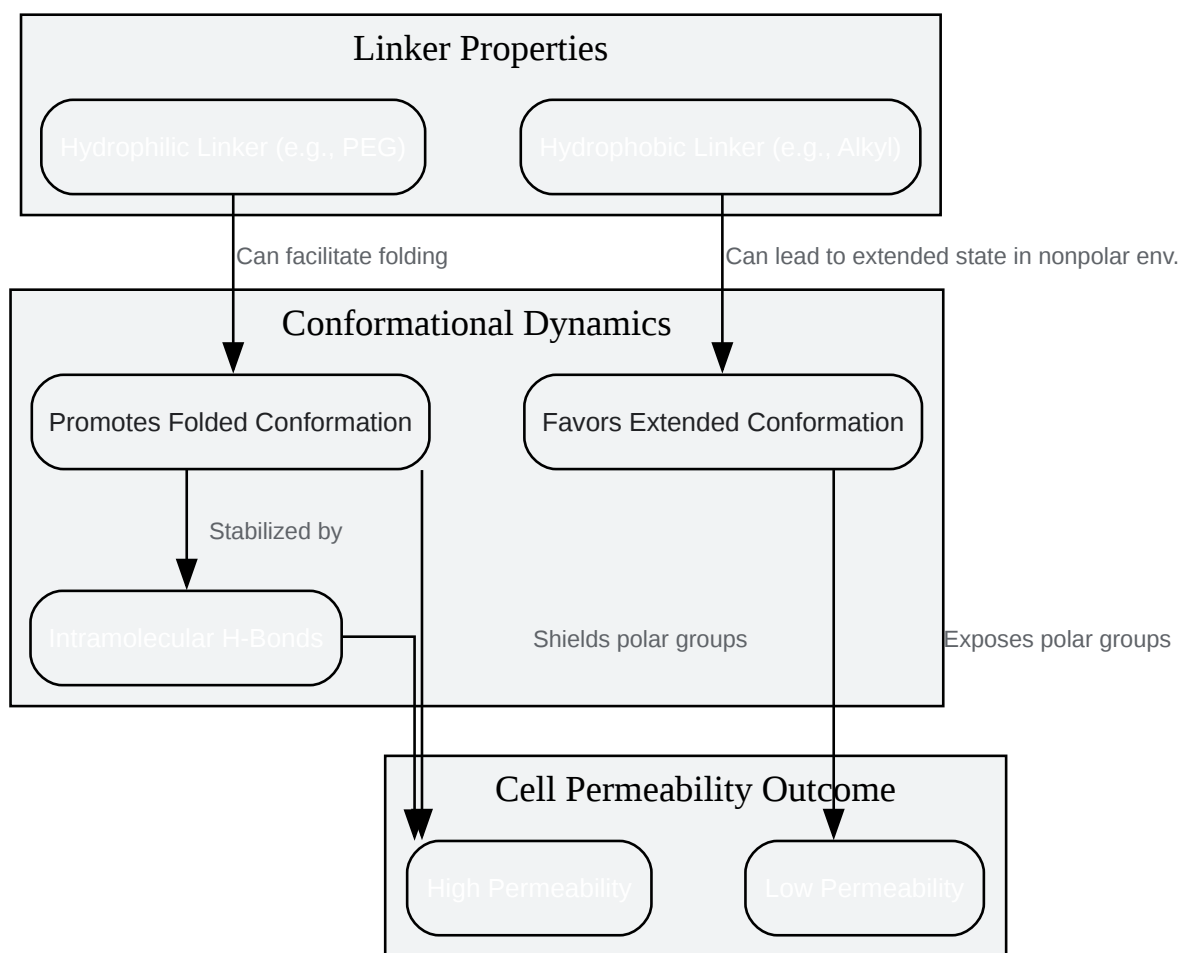 Linker Properties
Hydrophilic Linker (e.g., PEG)
Hydrophobic Linker (e.g., Alkyl)
Can facilitate folding
Can lead to extended state in nonpolar env.
Conformational Dynamics
Promotes Folded Conformation
Favors Extended Conformation
Stabilized by
Intramolecular H-Bonds
Shields polar groups
Exposes polar groups
Cell Permeability Outcome
High Permeability
Low Permeability